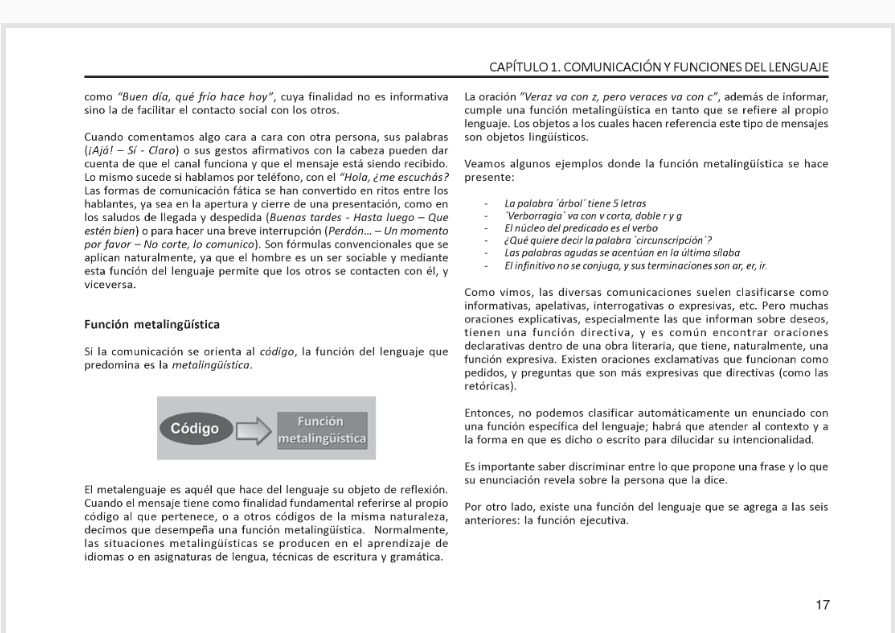 CAPÍTULO 1. COMUNICACIÓN Y FUNCIONES DEL LENGUAJE
como “Buen día, qué frío hace hoy”, cuya finalidad no es informativa
sino la de facilitar el contacto social con los otros.
Cuando comentamos algo cara a cara con otra persona, sus palabras
(¡Ajá! – Sí - Claro) o sus gestos afirmativos con la cabeza pueden dar
cuenta de que el canal funciona y que el mensaje está siendo recibido.
Lo mismo sucede si hablamos por teléfono, con el “Hola, ¿me escuchás?
Las formas de comunicación fática se han convertido en ritos entre los
hablantes, ya sea en la apertura y cierre de una presentación, como en
los saludos de llegada y despedida (Buenas tardes - Hasta luego – Que
estén bien) o para hacer una breve interrupción (Perdón... – Un momento
por favor – No corte, lo comunico). Son fórmulas convencionales que se
aplican naturalmente, ya que el hombre es un ser sociable y mediante
esta función del lenguaje permite que los otros se contacten con él, y
viceversa.
Función metalingüística
Si la comunicación se orienta al código, la función del lenguaje que
predomina es la metalingüística.
Código
Función
metalingüística
El metalenguaje es aquél que hace del lenguaje su objeto de reflexión.
Cuando el mensaje tiene como finalidad fundamental referirse al propio
código al que pertenece, o a otros códigos de la misma naturaleza,
decimos que desempeña una función metalingüística. Normalmente,
las situaciones metalingüísticas se producen en el aprendizaje de
idiomas o en asignaturas de lengua, técnicas de escritura y gramática.
La oración “Veraz va con z, pero veraces va con c”, además de informar,
cumple una función metalingüística en tanto que se refiere al propio
lenguaje. Los objetos a los cuales hacen referencia este tipo de mensajes
son objetos lingüísticos.
Veamos algunos ejemplos donde la función metalingüística se hace
presente:
- La palabra ´árbol´ tiene 5 letras
- ´Verborragia´ va con v corta, doble r y g
- El núcleo del predicado es el verbo
- ¿Qué quiere decir la palabra ´circunscripción´?
- Las palabras agudas se acentúan en la última sílaba
- El infinitivo no se conjuga, y sus terminaciones son ar, er, ir.
Como vimos, las diversas comunicaciones suelen clasificarse como
informativas, apelativas, interrogativas o expresivas, etc. Pero muchas
oraciones explicativas, especialmente las que informan sobre deseos,
tienen una función directiva, y es común encontrar oraciones
declarativas dentro de una obra literaria, que tiene, naturalmente, una
función expresiva. Existen oraciones exclamativas que funcionan como
pedidos, y preguntas que son más expresivas que directivas (como las
retóricas).
Entonces, no podemos clasificar automáticamente un enunciado con
una función específica del lenguaje; habrá que atender al contexto y a
la forma en que es dicho o escrito para dilucidar su intencionalidad.
Es importante saber discriminar entre lo que propone una frase y lo que
su enunciación revela sobre la persona que la dice.
Por otro lado, existe una función del lenguaje que se agrega a las seis
anteriores: la función ejecutiva.
17